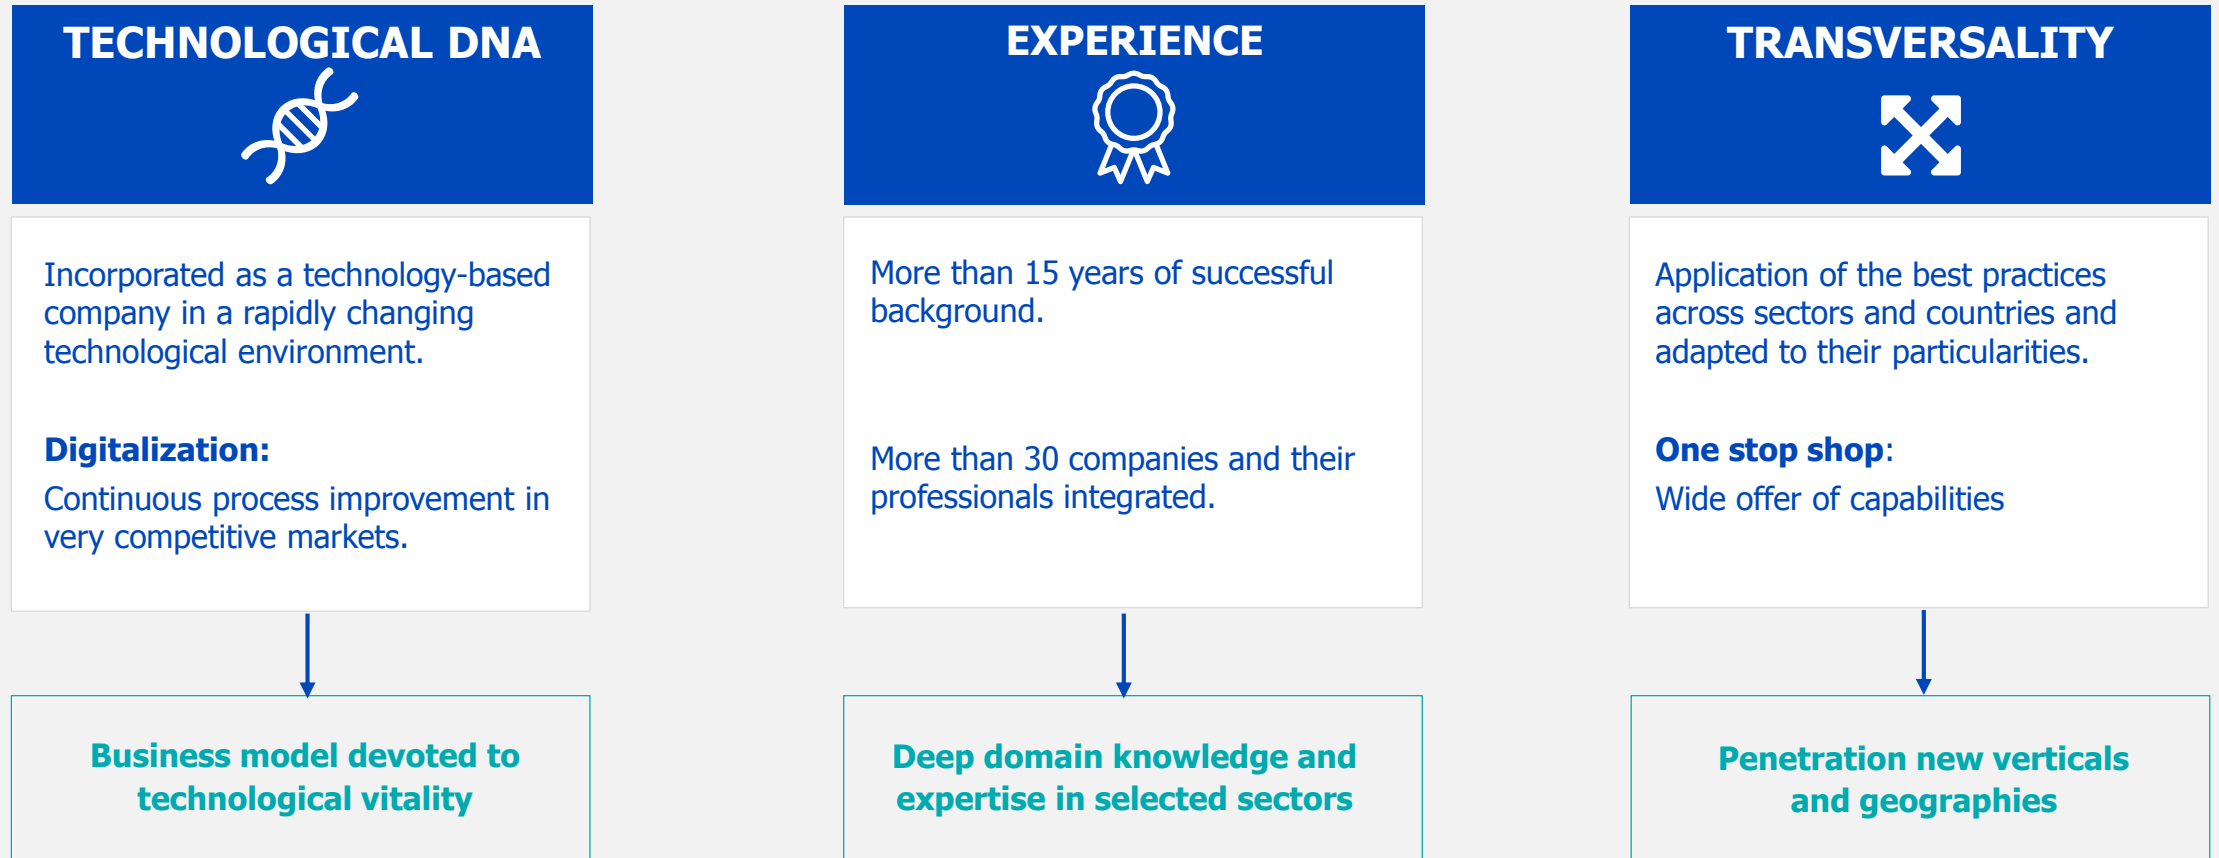 TECHNOLOGICAL DNA
Incorporated as a technology-based
company in a rapidly changing
technological environment.
Digitalization:
Continuous process improvement in
very competitive markets.
Business model devoted to
technological vitality
EXPERIENCE
More than 15 years of successful
background.
More than 30 companies and their
professionals integrated.
Deep domain knowledge and
expertise in selected sectors
TRANSVERSALITY
Application of the best practices
across sectors and countries and
adapted to their particularities.
One stop shop:
Wide offer of capabilities
Penetration new verticals
and geographies